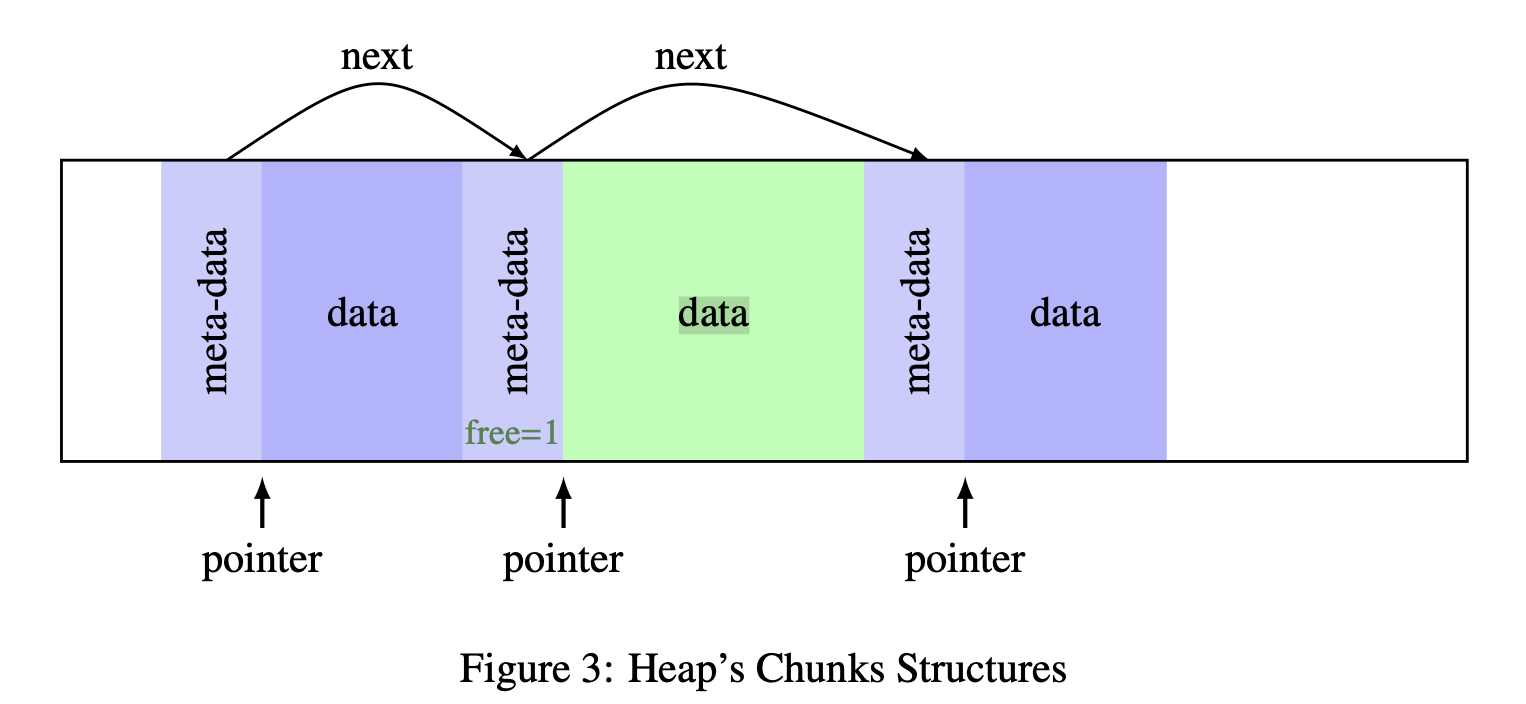 next next
meta-data data meta-data data meta-data data
free=1
pointer pointer pointer
Figure 3: Heap's Chunks Structures